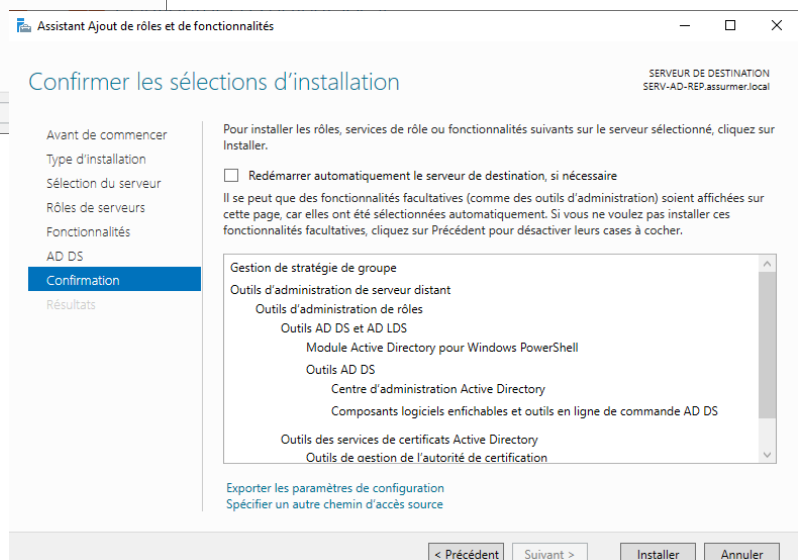 Assistant Ajout de rôles et de fonctionnalités
Confirmer les sélections d'installation
SERVEUR DE DESTINATION
SERV-AD-REP.assurmer.local
Avant de commencer
Type d'installation
Sélection du serveur
Rôles de serveurs
Fonctionnalités
AD DS
Confirmation
Résultats
Pour installer les rôles, services de rôle ou fonctionnalités suivants sur le serveur sélectionné, cliquez sur
Installer.
Redémarrer automatiquement le serveur de destination, si nécessaire
Il se peut que des fonctionnalités facultatives (comme des outils d'administration) soient affichées sur
cette page, car elles ont été sélectionnées automatiquement. Si vous ne voulez pas installer ces
fonctionnalités facultatives, cliquez sur Précédent pour désactiver leurs cases à cocher.
Gestion de stratégie de groupe
Outils d'administration de serveur distant
Outils d'administration de rôles
Outils AD DS et AD LDS
Module Active Directory pour Windows PowerShell
Outils AD DS
Centre d'administration Active Directory
Composants logiciels enfichables et outils en ligne de commande AD DS
Outils des services de certificats Active Directory
Outils de gestion de l'autorité de certification
Exporter les paramètres de configuration
Spécifier un autre chemin d'accès source
< Précédent
Suivant >
Installer
Annuler